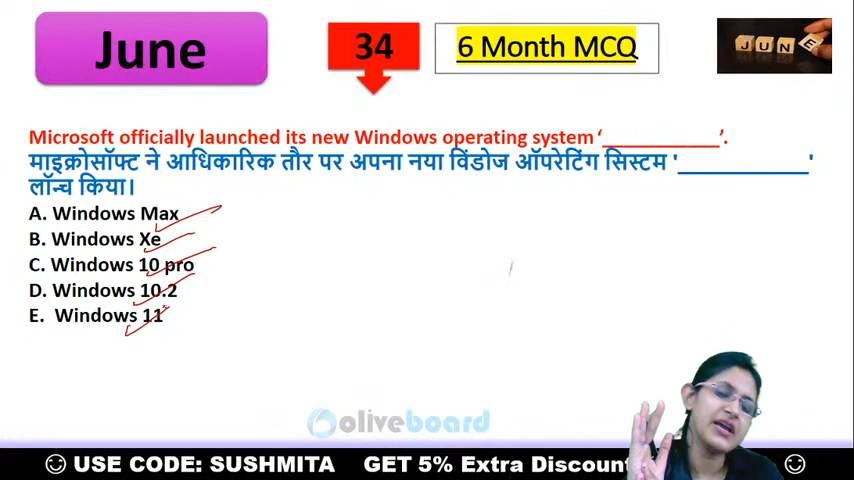 June
34
6 Month MCQ
JUNE
Microsoft officially launched its new Windows operating system ‘___________’.
माइक्रोसॉफ्ट ने आधिकारिक तौर पर अपना नया विंडोज ऑपरेटिंग सिस्टम '___________'
लॉन्च किया।
A. Windows Max
B. Windows Xe
C. Windows 10 pro
D. Windows 10.2
E. Windows 11
oliveboard
USE CODE: SUSHMITA GET 5% Extra Discount